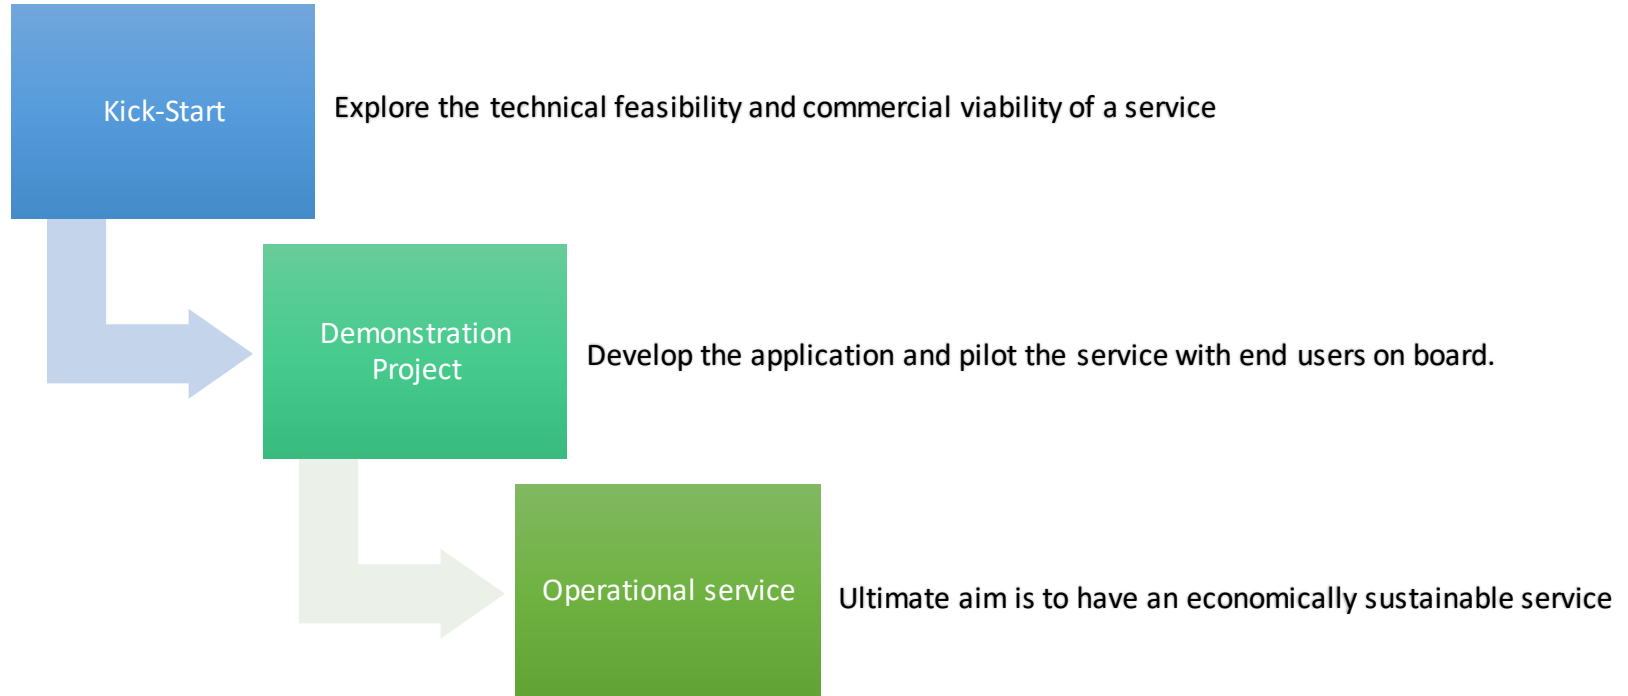 Kick-Start
Explore the technical feasibility and commercial viability of a service
Demonstration
Project
Develop the application and pilot the service with end users on board.
Operational service
Ultimate aim is to have an economically sustainable service